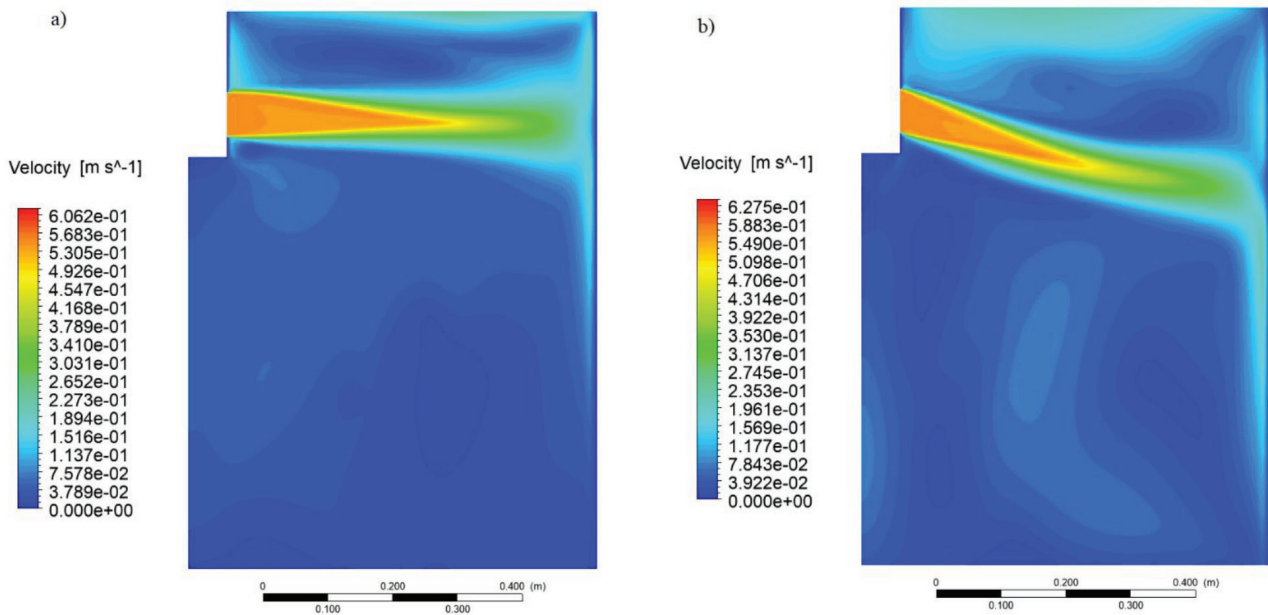 a)
Velocity [m s^-1]
6.062e-01
5.683e-01
5.305e-01
4.926e-01
4.547e-01
4.168e-01
3.789e-01
3.410e-01
3.031e-01
2.652e-01
2.273e-01
1.894e-01
1.516e-01
1.137e-01
7.578e-02
3.789e-02
0.000e+00
0 0.200 0.400 (m)
0.100 0.300
b)
Velocity [m s^-1]
6.275e-01
5.883e-01
5.490e-01
5.098e-01
4.706e-01
4.314e-01
3.922e-01
3.530e-01
3.137e-01
2.745e-01
2.353e-01
1.961e-01
1.569e-01
1.177e-01
7.843e-02
3.922e-02
0.000e+00
0 0.200 0.400 (m)
0.100 0.300